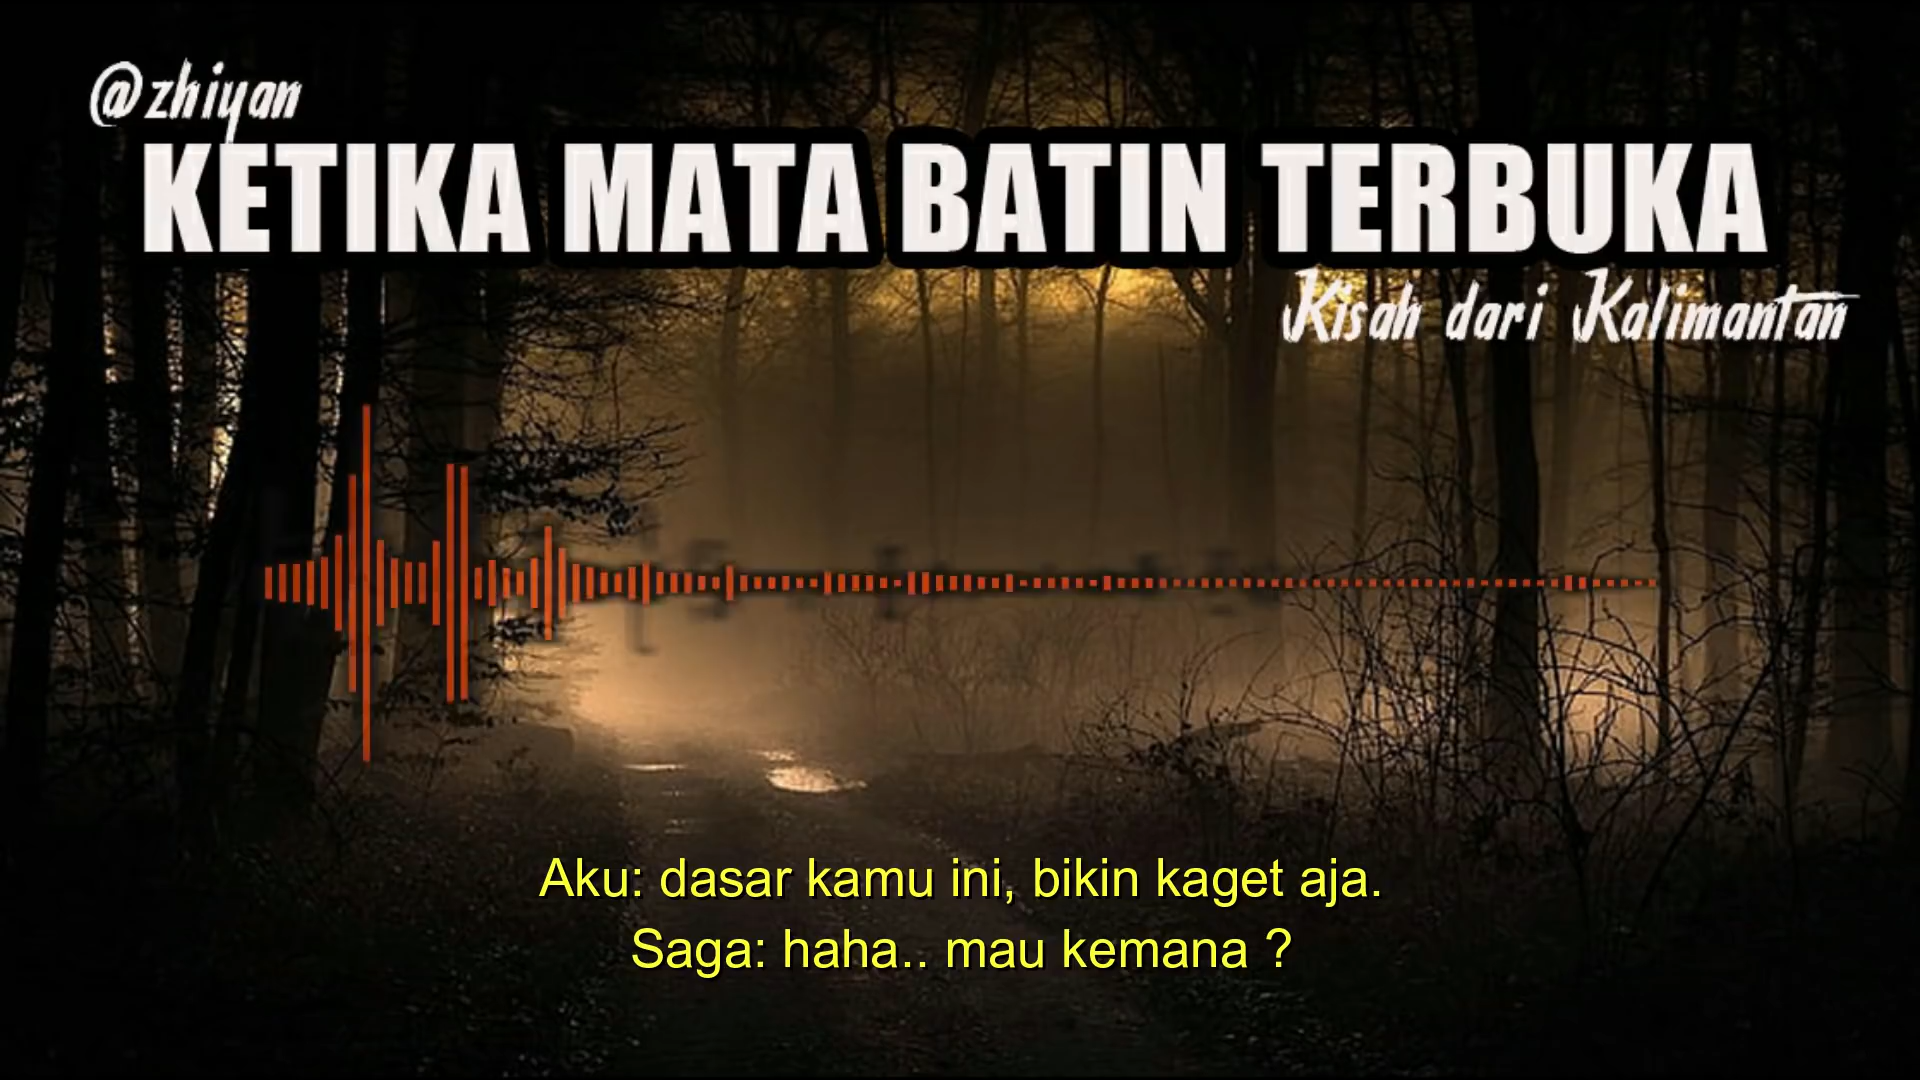 @zhiyan
KETIKA MATA BATIN TERBUKA
Kisah dari Kalimantan
Aku: dasar kamu ini, bikin kaget aja.
Saga: haha.. mau kemana ?